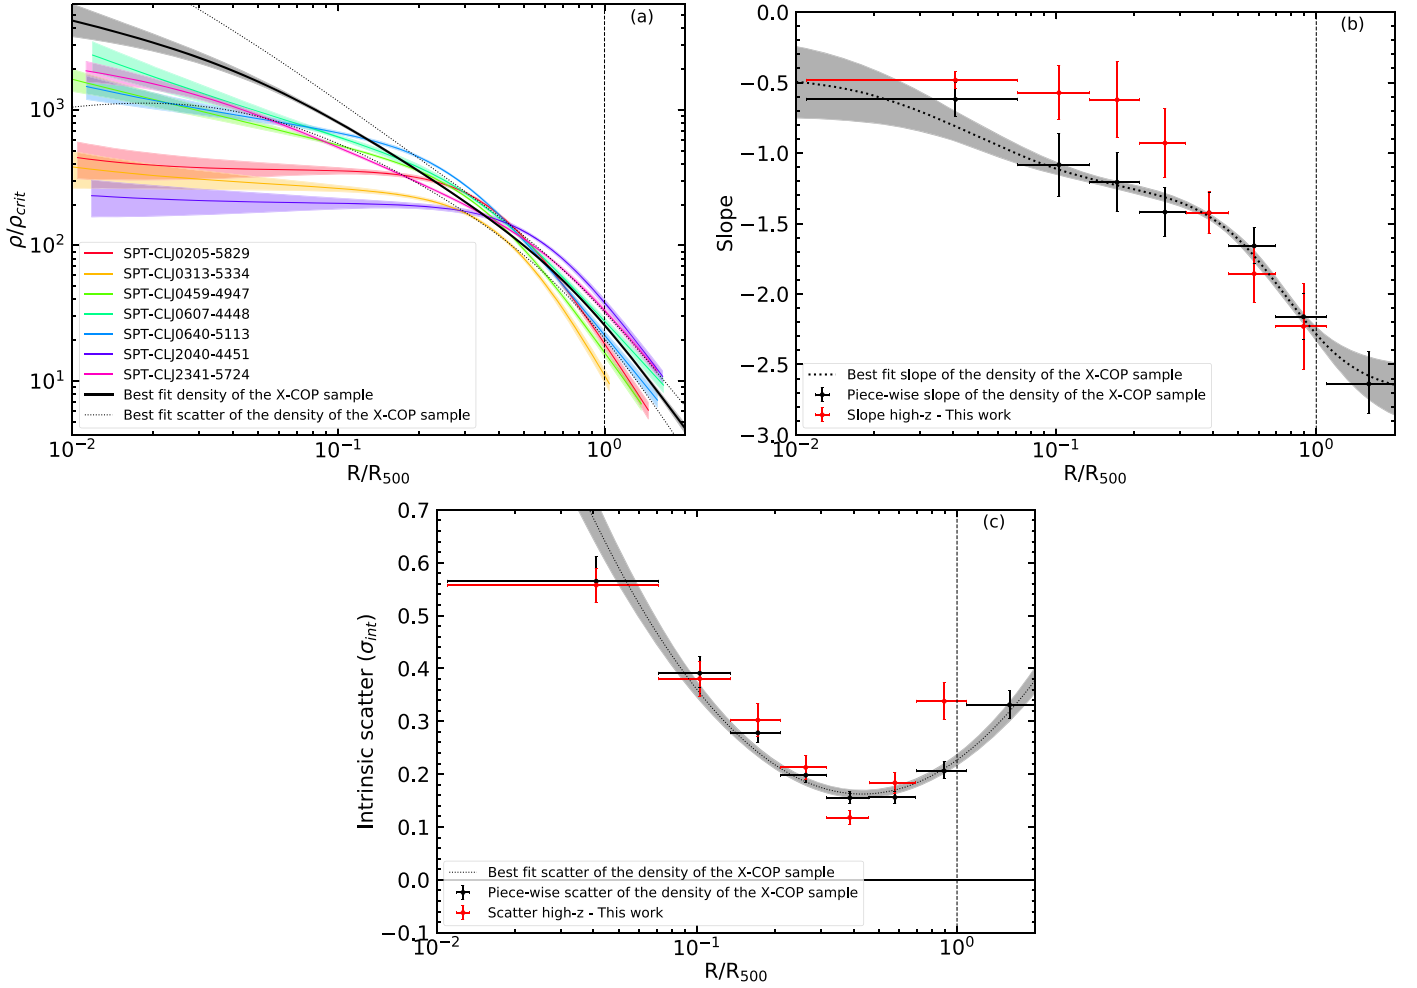 (a)
10³
10²
10¹
ρ/ρcrit
SPT-CLJ0205-5829
SPT-CLJ0313-5334
SPT-CLJ0459-4947
SPT-CLJ0607-4448
SPT-CLJ0640-5113
SPT-CLJ2040-4451
SPT-CLJ2341-5724
Best fit density of the X-COP sample
Best fit scatter of the density of the X-COP sample
10⁻² 10⁻¹ 10⁰
R/R500
(b)
0.0
−0.5
−1.0
−1.5
−2.0
−2.5
−3.0
Slope
Best fit slope of the density of the X-COP sample
Piece-wise slope of the density of the X-COP sample
Slope high-z - This work
10⁻² 10⁻¹ 10⁰
R/R500
(c)
0.7
0.6
0.5
0.4
0.3
0.2
0.1
0.0
−0.1
Intrinsic scatter (σint)
Best fit scatter of the density of the X-COP sample
Piece-wise scatter of the density of the X-COP sample
Scatter high-z - This work
10⁻² 10⁻¹ 10⁰
R/R500